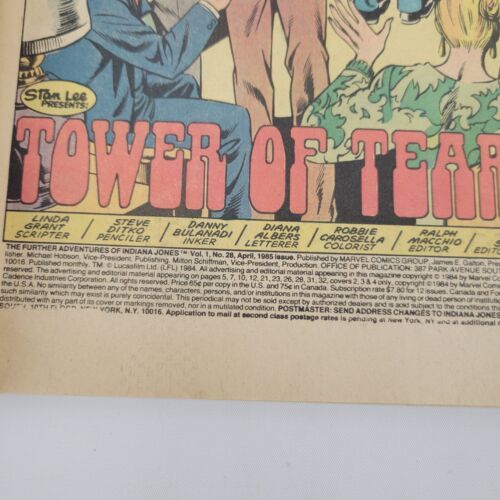 Stan Lee
PRESENTS:
TOWER OF TEAR
LINDA GRANT SCRIPTER / STEVE DITKO PENCILER / DANNY BULANADI INKER / DIANA ALBERS LETTERER / ROBBIE CAROSELLA COLORIST / RALPH MACCHIO EDITOR
THE FURTHER ADVENTURES OF INDIANA JONES™ Vol. 1, No. 28, April, 1985 issue. Published by MARVEL COMICS GROUP, James E. Galton, Pre
lisher. Michael Hobson, Vice-President, Publishing. Milton Schiffman, Vice-President, Production. OFFICE OF PUBLICATION: 387 PARK AVENUE SOU
10016. Published monthly. TM © Lucasfilm Ltd. (LFL) 1984. All advertising and editorial material appearing in this magazine copyright © 1984 by Marvel Com
reserved. The advertising and editorial material appearing on pages 5, 7, 10, 12, 21, 23, 26, 28, 31, 32, covers 2, 3 & 4 only, copyright © 1984 by Marvel
Cadence Industries Corporation. All rights reserved. Price 65¢ per copy in the U.S. and 75¢ in Canada. Subscription rate $7.80 for 12 issues. Canada and Fo
the U.S.A. No similarity between any of the names, characters, persons, and/or institutions in this magazine with those of any living or dead person or institut
such similarity which may exist is purely coincidental. This periodical may not be sold except by authorized dealers and is sold subject to the conditions tha
distributed with any part of its cover or markings removed, nor in a mutilated condition. POSTMASTER: SEND ADDRESS CHANGES TO INDIANA JONES
NEW YORK, N.Y. 10016. Application to mail at second class postage rates is pending at New York, NY and at additional